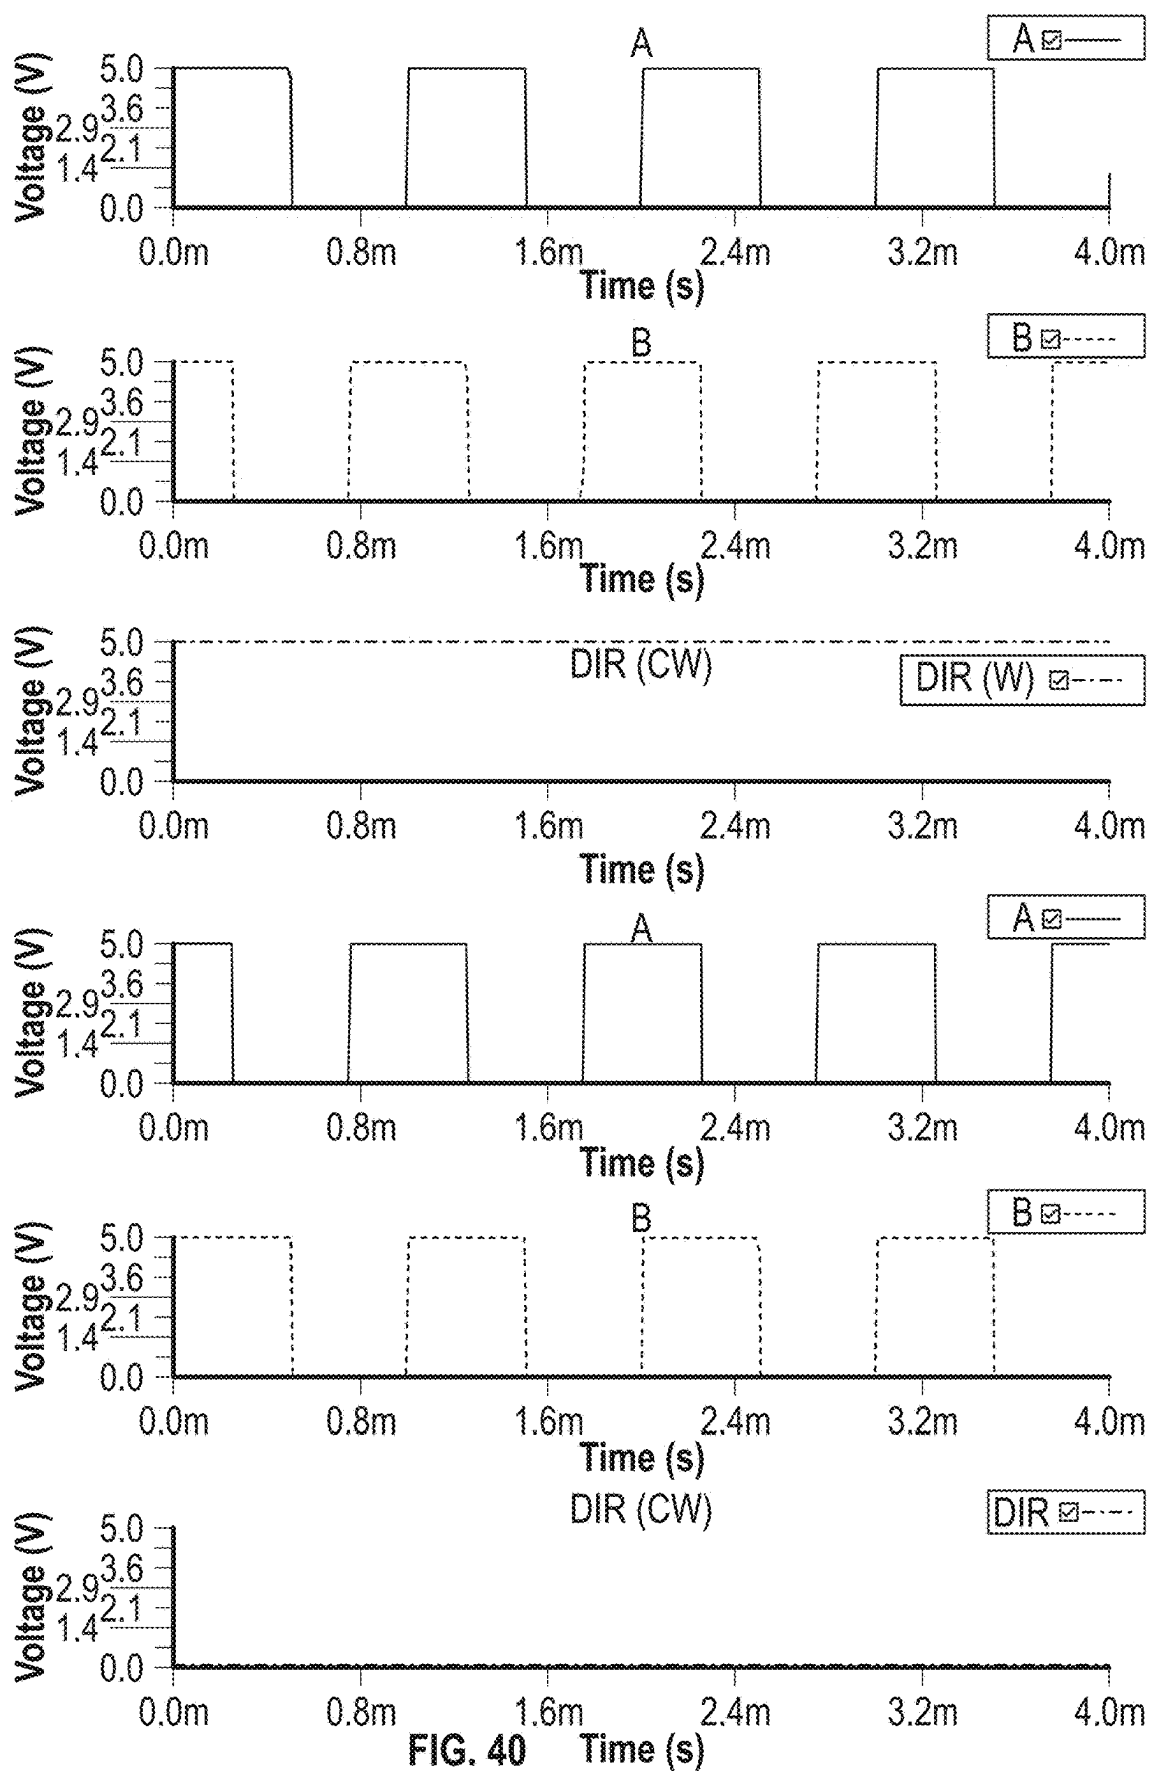 A
A
Voltage (V)
5.0
3.6
2.9
2.1
1.4
0.0
0.0m 0.8m 1.6m 2.4m 3.2m 4.0m
Time (s)
B
B
Voltage (V)
5.0
3.6
2.9
2.1
1.4
0.0
0.0m 0.8m 1.6m 2.4m 3.2m 4.0m
Time (s)
Voltage (V)
5.0
3.6
2.9
2.1
1.4
0.0
DIR (CW)
DIR (W)
0.0m 0.8m 1.6m 2.4m 3.2m 4.0m
Time (s)
A
A
Voltage (V)
5.0
3.6
2.9
2.1
1.4
0.0
0.0m 0.8m 1.6m 2.4m 3.2m 4.0m
Time (s)
B
B
Voltage (V)
5.0
3.6
2.9
2.1
1.4
0.0
0.0m 0.8m 1.6m 2.4m 3.2m 4.0m
Time (s)
DIR (CW)
DIR
Voltage (V)
5.0
3.6
2.9
2.1
1.4
0.0
0.0m 0.8m 1.6m 2.4m 3.2m 4.0m
FIG. 40 Time (s)